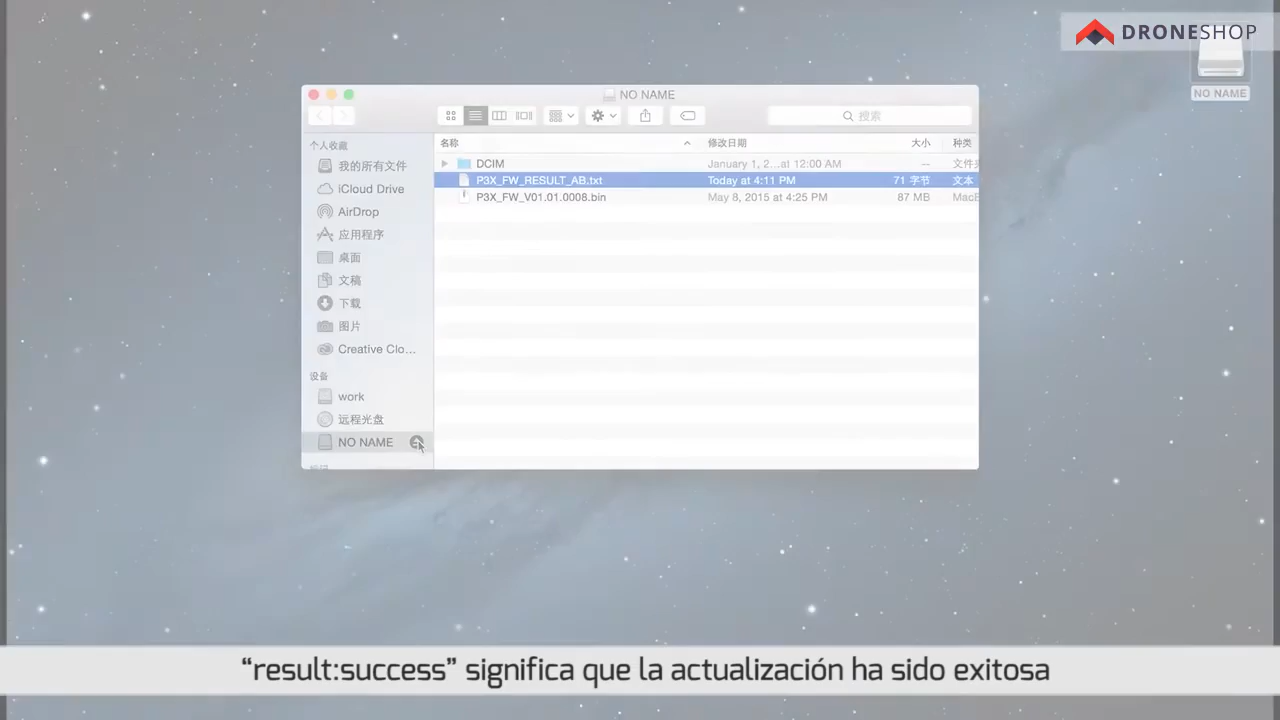 DRONESHOP
NO NAME
NO NAME
搜索
个人收藏
我的所有文件
iCloud Drive
AirDrop
应用程序
桌面
文稿
下载
图片
Creative Clo...
设备
work
远程光盘
NO NAME
名称 修改日期 大小 种类
DCIM January 1, 2...at 12:00 AM -- 文件夹
P3X_FW_RESULT_AB.txt Today at 4:11 PM 71 字节 文本
P3X_FW_V01.01.0008.bin May 8, 2015 at 4:25 PM 87 MB MacB
“result:success” significa que la actualización ha sido exitosa